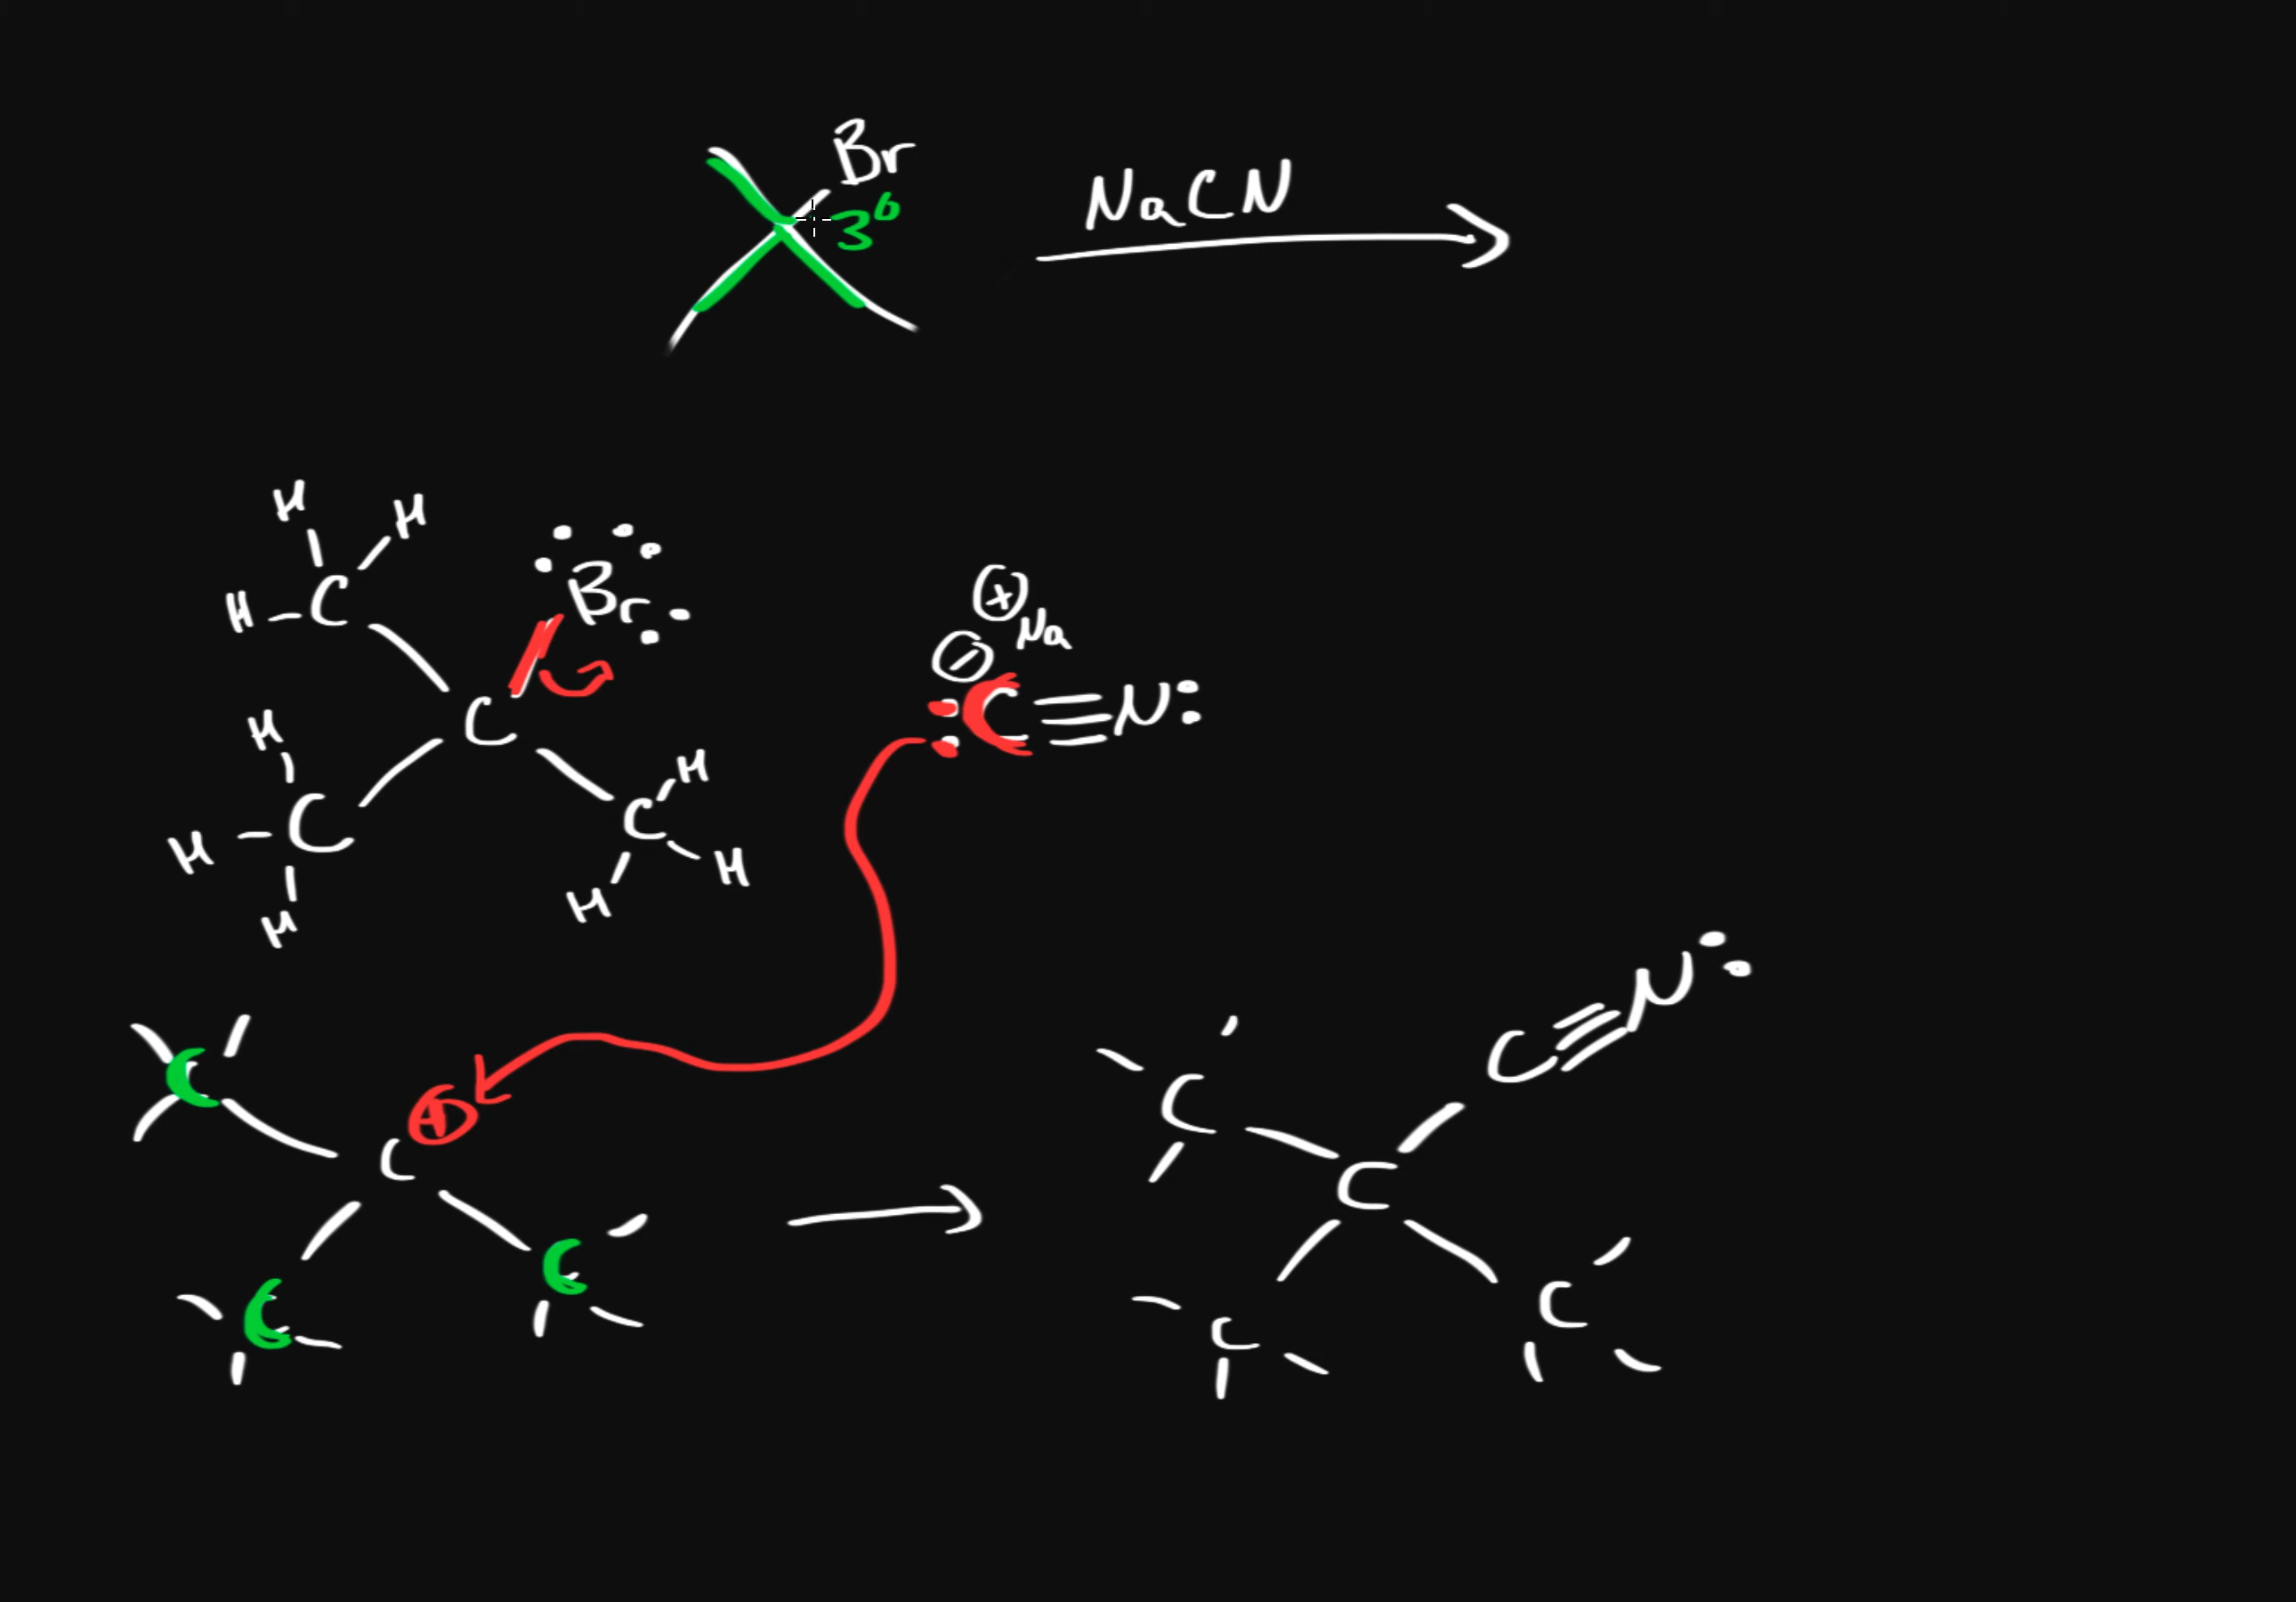 Br
3°
NaCN
H H
H C Br
⊕
Na
⊖
:C≡N:
C
H
H C C H
H H
H
C C≡N:
⊕ C
C C
C C
C C